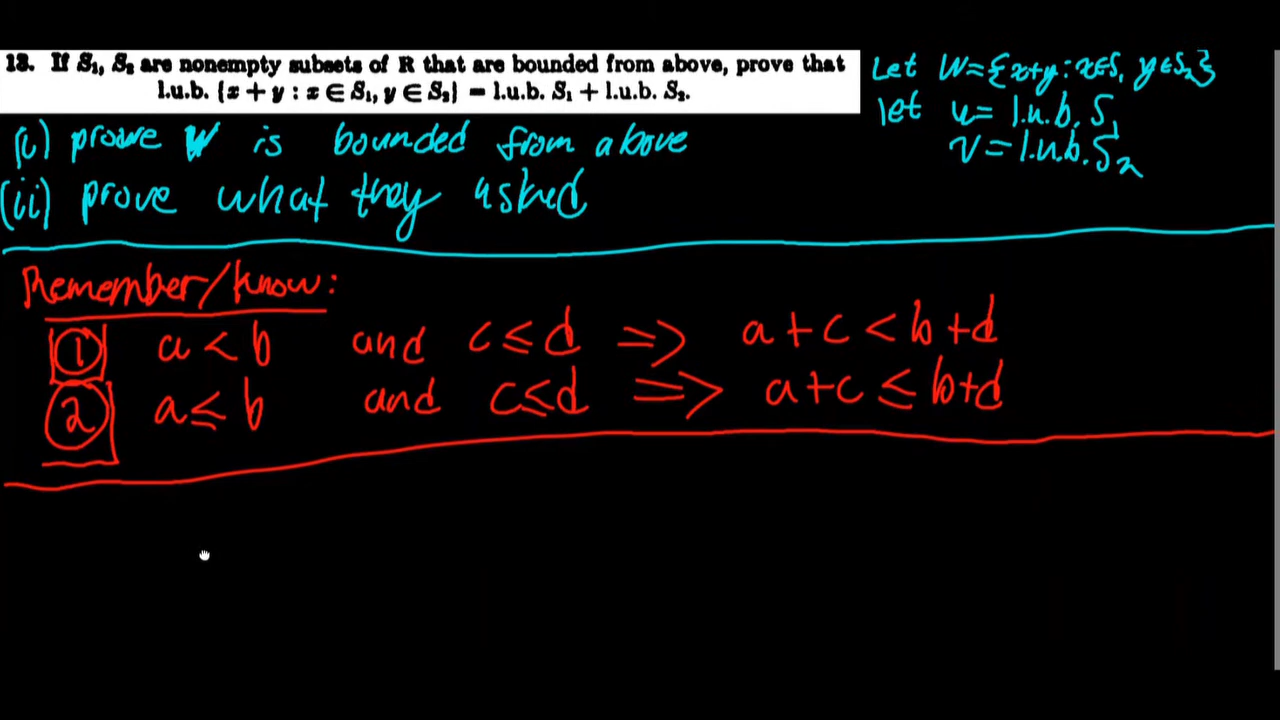 13. If S₁, S₂ are nonempty subsets of R that are bounded from above, prove that
l.u.b. {x + y : x ∈ S₁, y ∈ S₂} = l.u.b. S₁ + l.u.b. S₂.
Let W={x+y : x∈S₁ y∈S₂}
let u= l.u.b. S₁
v = l.u.b. S₂
(i) prove W is bounded from above
(ii) prove what they asked
Remember/know:
① a < b and c ≤ d => a + c < b + d
② a ≤ b and c ≤ d => a + c ≤ b + d